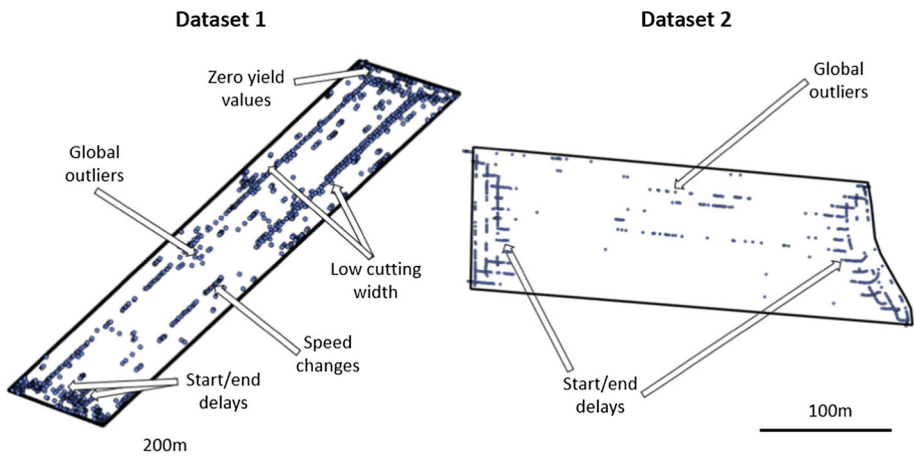 Dataset 1
Dataset 2
Zero yield
values
Global
outliers
Global
outliers
Low cutting
width
Speed
changes
Start/end
delays
Start/end
delays
200m
100m